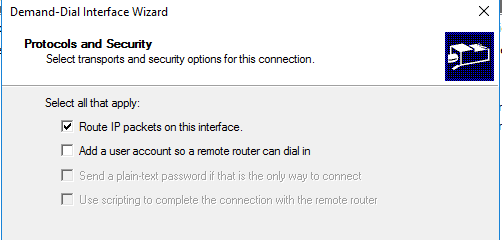 Demand-Dial Interface Wizard
Protocols and Security
Select transports and security options for this connection.
Select all that apply:
Route IP packets on this interface.
Add a user account so a remote router can dial in
Send a plain-text password if that is the only way to connect
Use scripting to complete the connection with the remote router